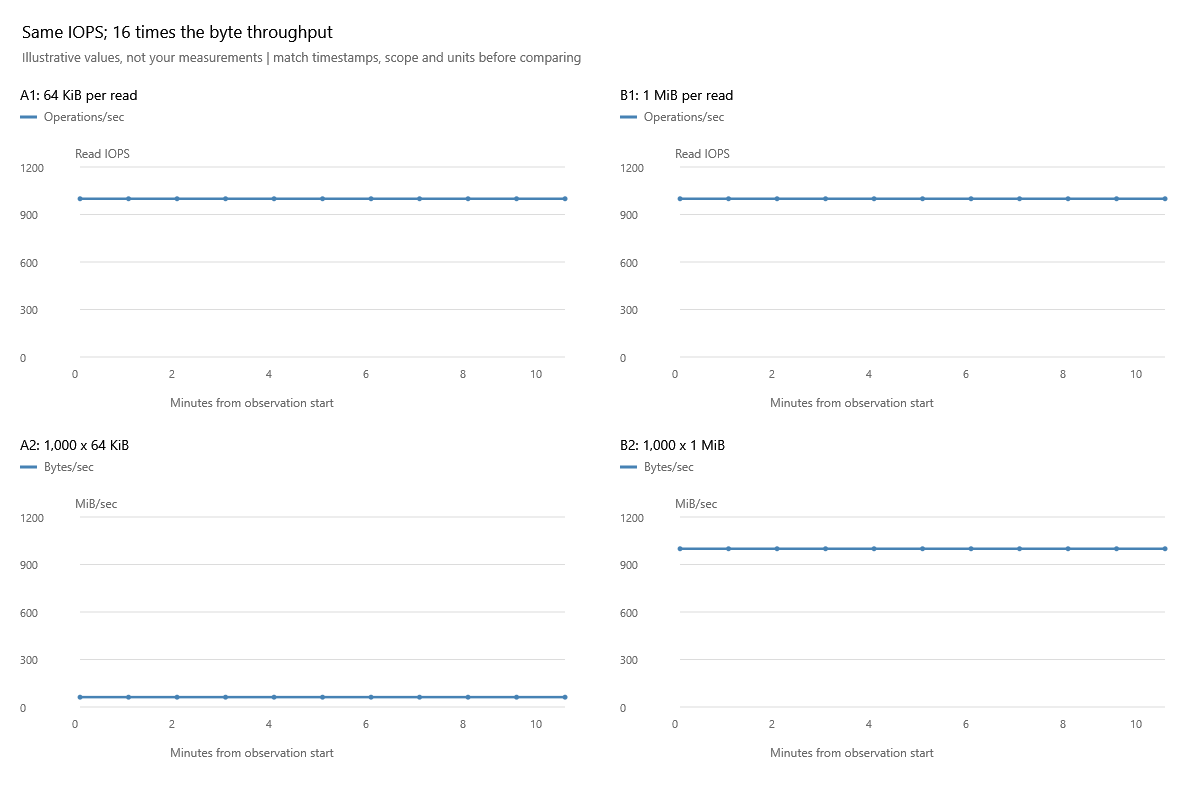 Same IOPS; 16 times the byte throughput
Illustrative values, not your measurements | match timestamps, scope and units before comparing
A1: 64 KiB per read
Operations/sec
Read IOPS
1200
900
600
300
0
0 2 4 6 8 10
Minutes from observation start
B1: 1 MiB per read
Operations/sec
Read IOPS
1200
900
600
300
0
0 2 4 6 8 10
Minutes from observation start
A2: 1,000 x 64 KiB
Bytes/sec
MiB/sec
1200
900
600
300
0
0 2 4 6 8 10
Minutes from observation start
B2: 1,000 x 1 MiB
Bytes/sec
MiB/sec
1200
900
600
300
0
0 2 4 6 8 10
Minutes from observation start